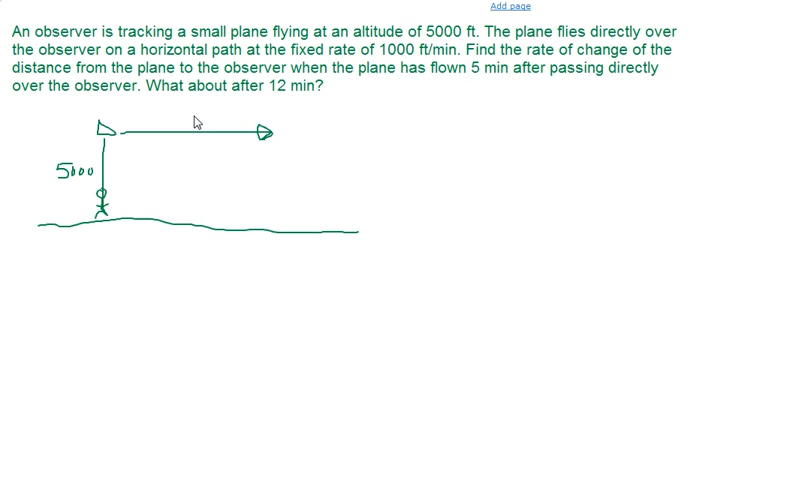 Add page
An observer is tracking a small plane flying at an altitude of 5000 ft. The plane flies directly over
the observer on a horizontal path at the fixed rate of 1000 ft/min. Find the rate of change of the
distance from the plane to the observer when the plane has flown 5 min after passing directly
over the observer. What about after 12 min?
5000